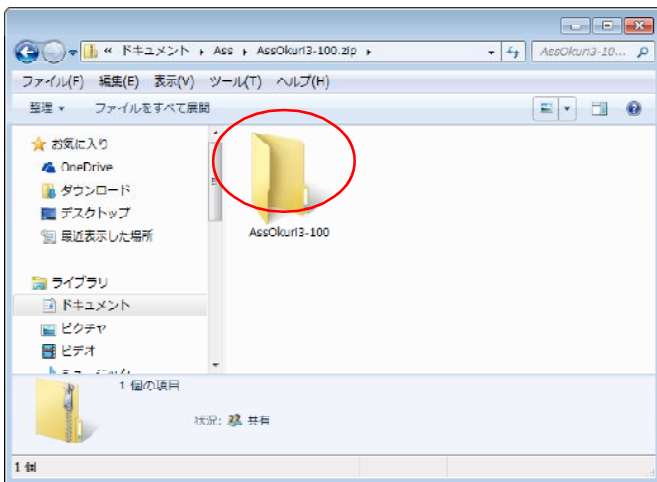 « ドキュメント ▸ Ass ▸ AssOkuri3-100.zip ▸
AssOkuri3-10...
ファイル(F) 編集(E) 表示(V) ツール(T) ヘルプ(H)
整理 ファイルをすべて展開
お気に入り
OneDrive
ダウンロード
デスクトップ
最近表示した場所
ライブラリ
ドキュメント
ピクチャ
ビデオ
AssOkuri3-100
1 個の項目
状況: 共有
1 個